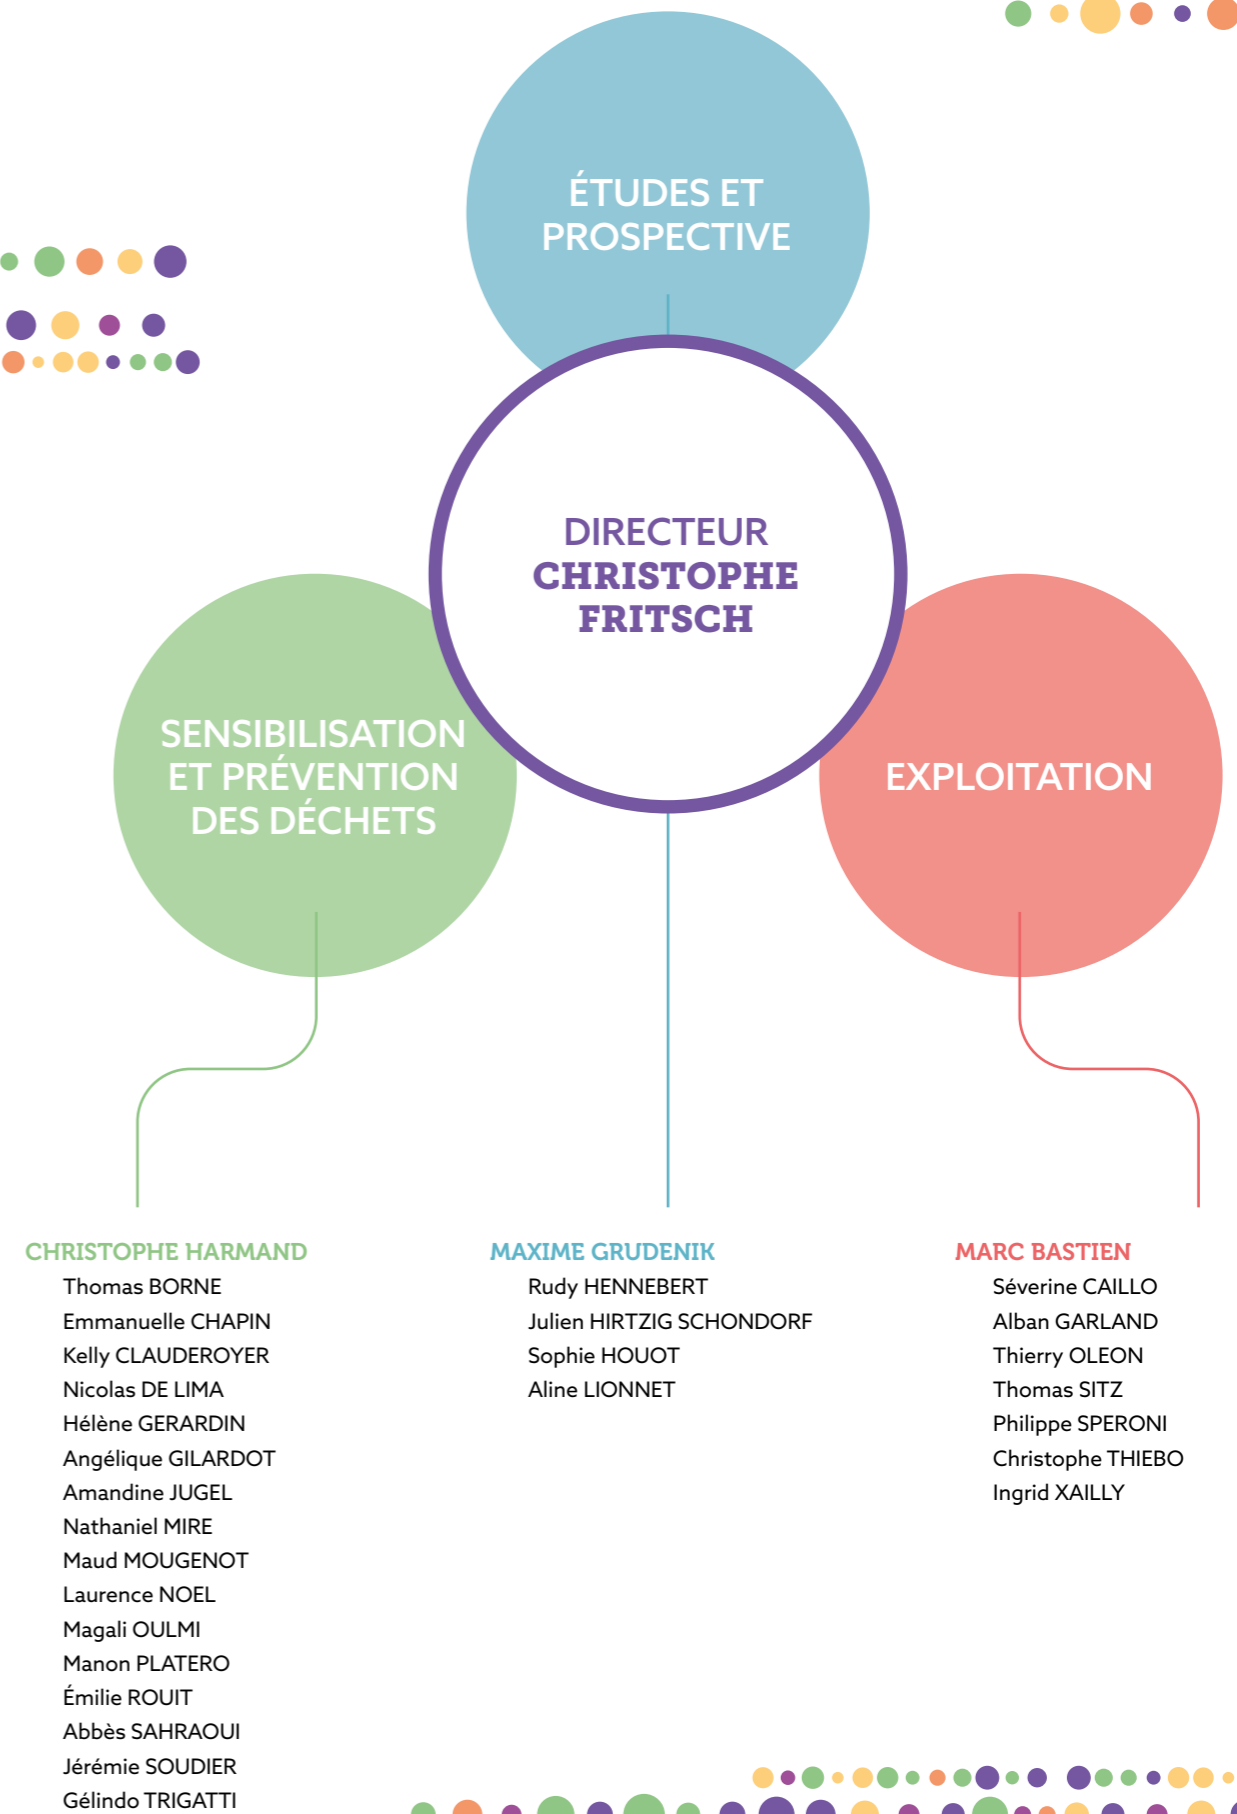 ÉTUDES ET
PROSPECTIVE
DIRECTEUR
CHRISTOPHE
FRITSCH
SENSIBILISATION
ET PRÉVENTION
DES DÉCHETS
EXPLOITATION
CHRISTOPHE HARMAND
Thomas BORNE
Emmanuelle CHAPIN
Kelly CLAUDEROYER
Nicolas DE LIMA
Hélène GERARDIN
Angélique GILARDOT
Amandine JUGEL
Nathaniel MIRE
Maud MOUGENOT
Laurence NOEL
Magali OULMI
Manon PLATERO
Émilie ROUIT
Abbès SAHRAOUI
Jérémie SOUDIER
Gélindo TRIGATTI
MAXIME GRUDENIK
Rudy HENNEBERT
Julien HIRTZIG SCHONDORF
Sophie HOUOT
Aline LIONNET
MARC BASTIEN
Séverine CAILLO
Alban GARLAND
Thierry OLEON
Thomas SITZ
Philippe SPERONI
Christophe THIEBO
Ingrid XAILLY